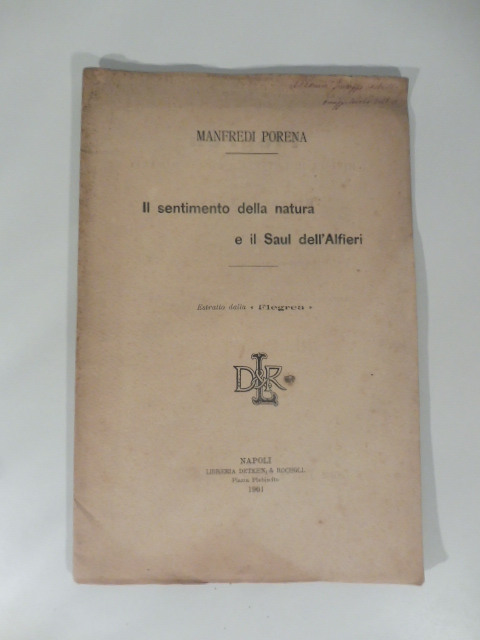 MANFREDI PORENA
Il sentimento della natura
e il Saul dell'Alfieri
Estratto dalla « Flegrea »
L
D&R
L
NAPOLI
LIBRERIA DETKEN & ROCHOLL
Piazza Plebiscito
1901